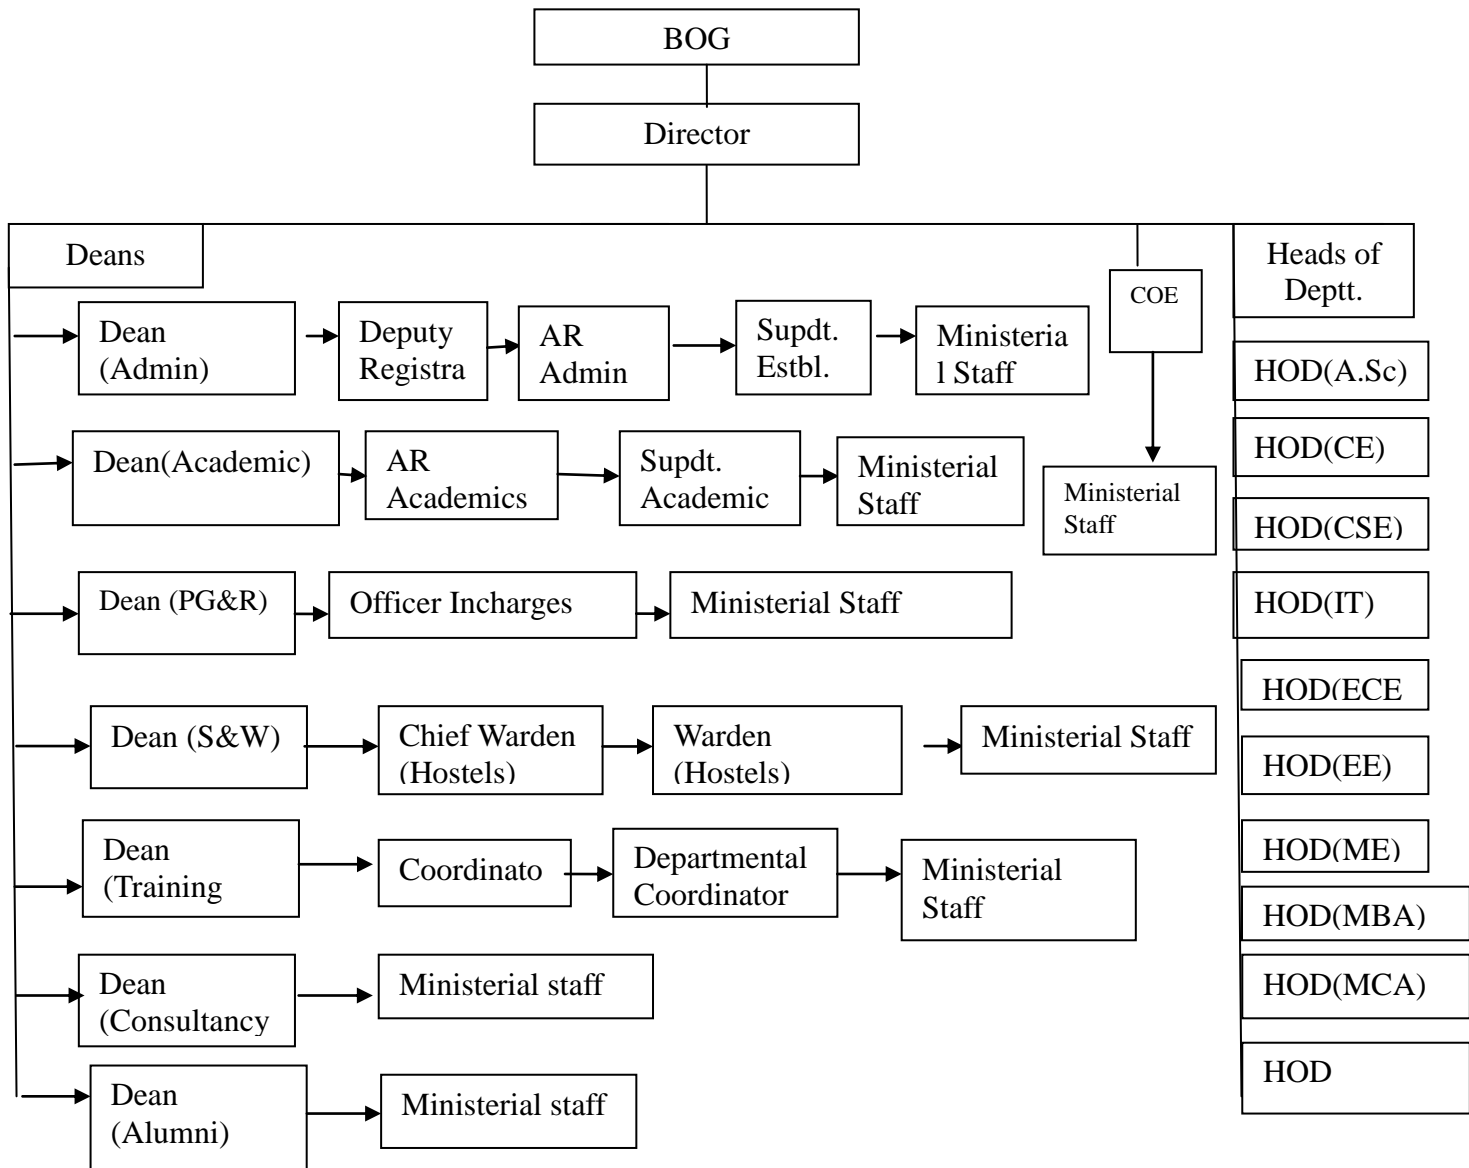 BOG
Director
Deans
Heads of
Deptt.
COE
Dean
(Admin)
Deputy
Registra
AR
Admin
Supdt.
Estbl.
Ministeria
l Staff
HOD(A.Sc)
Dean(Academic)
AR
Academics
Supdt.
Academic
Ministerial
Staff
Ministerial
Staff
HOD(CE)
HOD(CSE)
Dean (PG&R)
Officer Incharges
Ministerial Staff
HOD(IT)
HOD(ECE
Dean (S&W)
Chief Warden
(Hostels)
Warden
(Hostels)
Ministerial Staff
HOD(EE)
Dean
(Training
Coordinato
Departmental
Coordinator
Ministerial
Staff
HOD(ME)
HOD(MBA)
Dean
(Consultancy
Ministerial staff
HOD(MCA)
Dean
(Alumni)
Ministerial staff
HOD